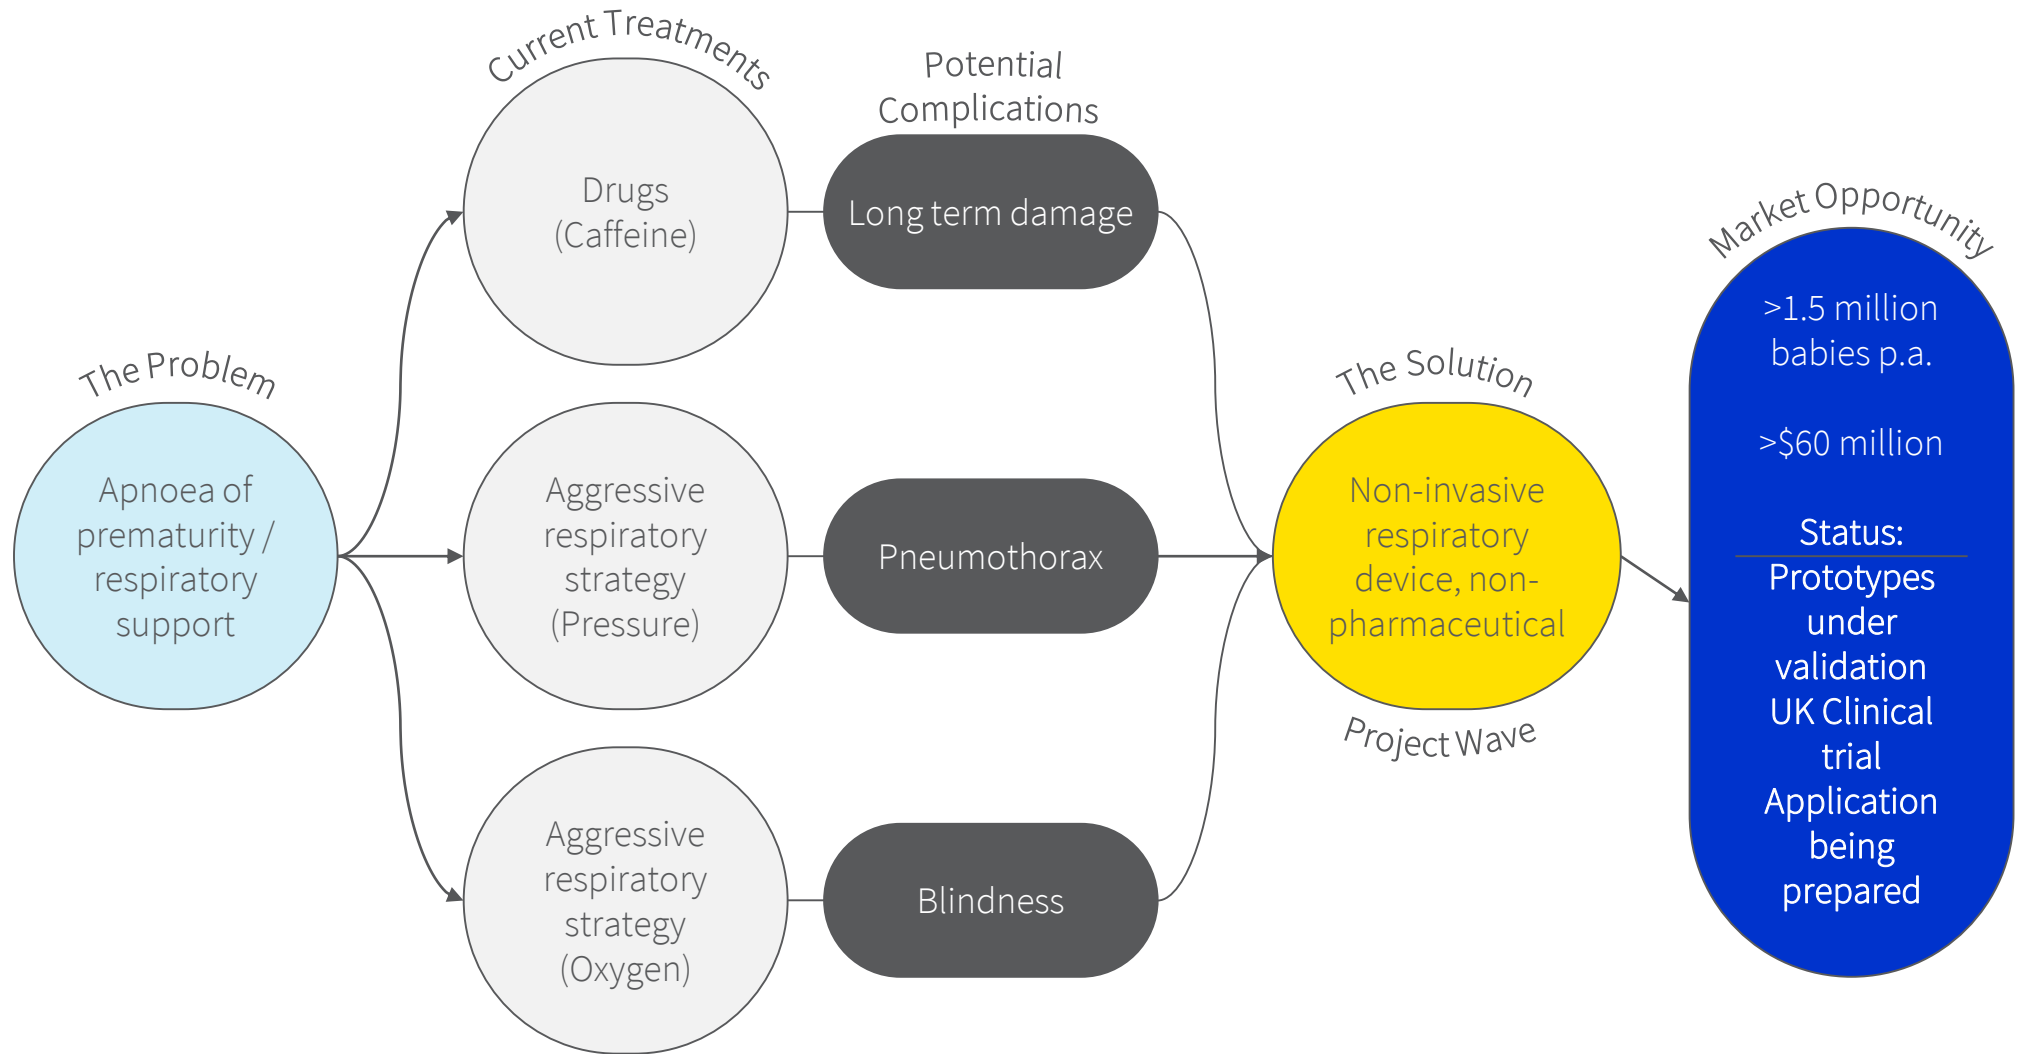 The Problem
Apnoea of
prematurity /
respiratory
support
Current Treatments
Drugs
(Caffeine)
Aggressive
respiratory
strategy
(Pressure)
Aggressive
respiratory
strategy
(Oxygen)
Potential
Complications
Long term damage
Pneumothorax
Blindness
The Solution
Non-invasive
respiratory
device, non-
pharmaceutical
Project Wave
Market Opportunity
>1.5 million
babies p.a.
>$60 million
Status:
Prototypes
under
validation
UK Clinical
trial
Application
being
prepared